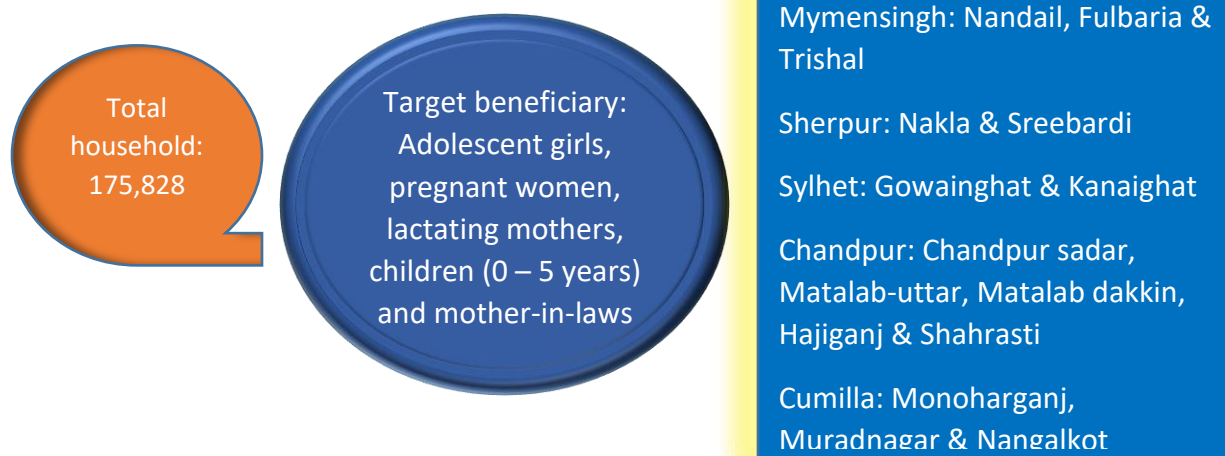 Total
household:
175,828
Target beneficiary:
Adolescent girls,
pregnant women,
lactating mothers,
children (0 – 5 years)
and mother-in-laws
Mymensingh: Nandail, Fulbaria &
Trishal
Sherpur: Nakla & Sreebardi
Sylhet: Gowainghat & Kanaighat
Chandpur: Chandpur sadar,
Matalab-uttar, Matalab dakkin,
Hajiganj & Shahrasti
Cumilla: Monoharganj,
Muradnagar & Nangalkot